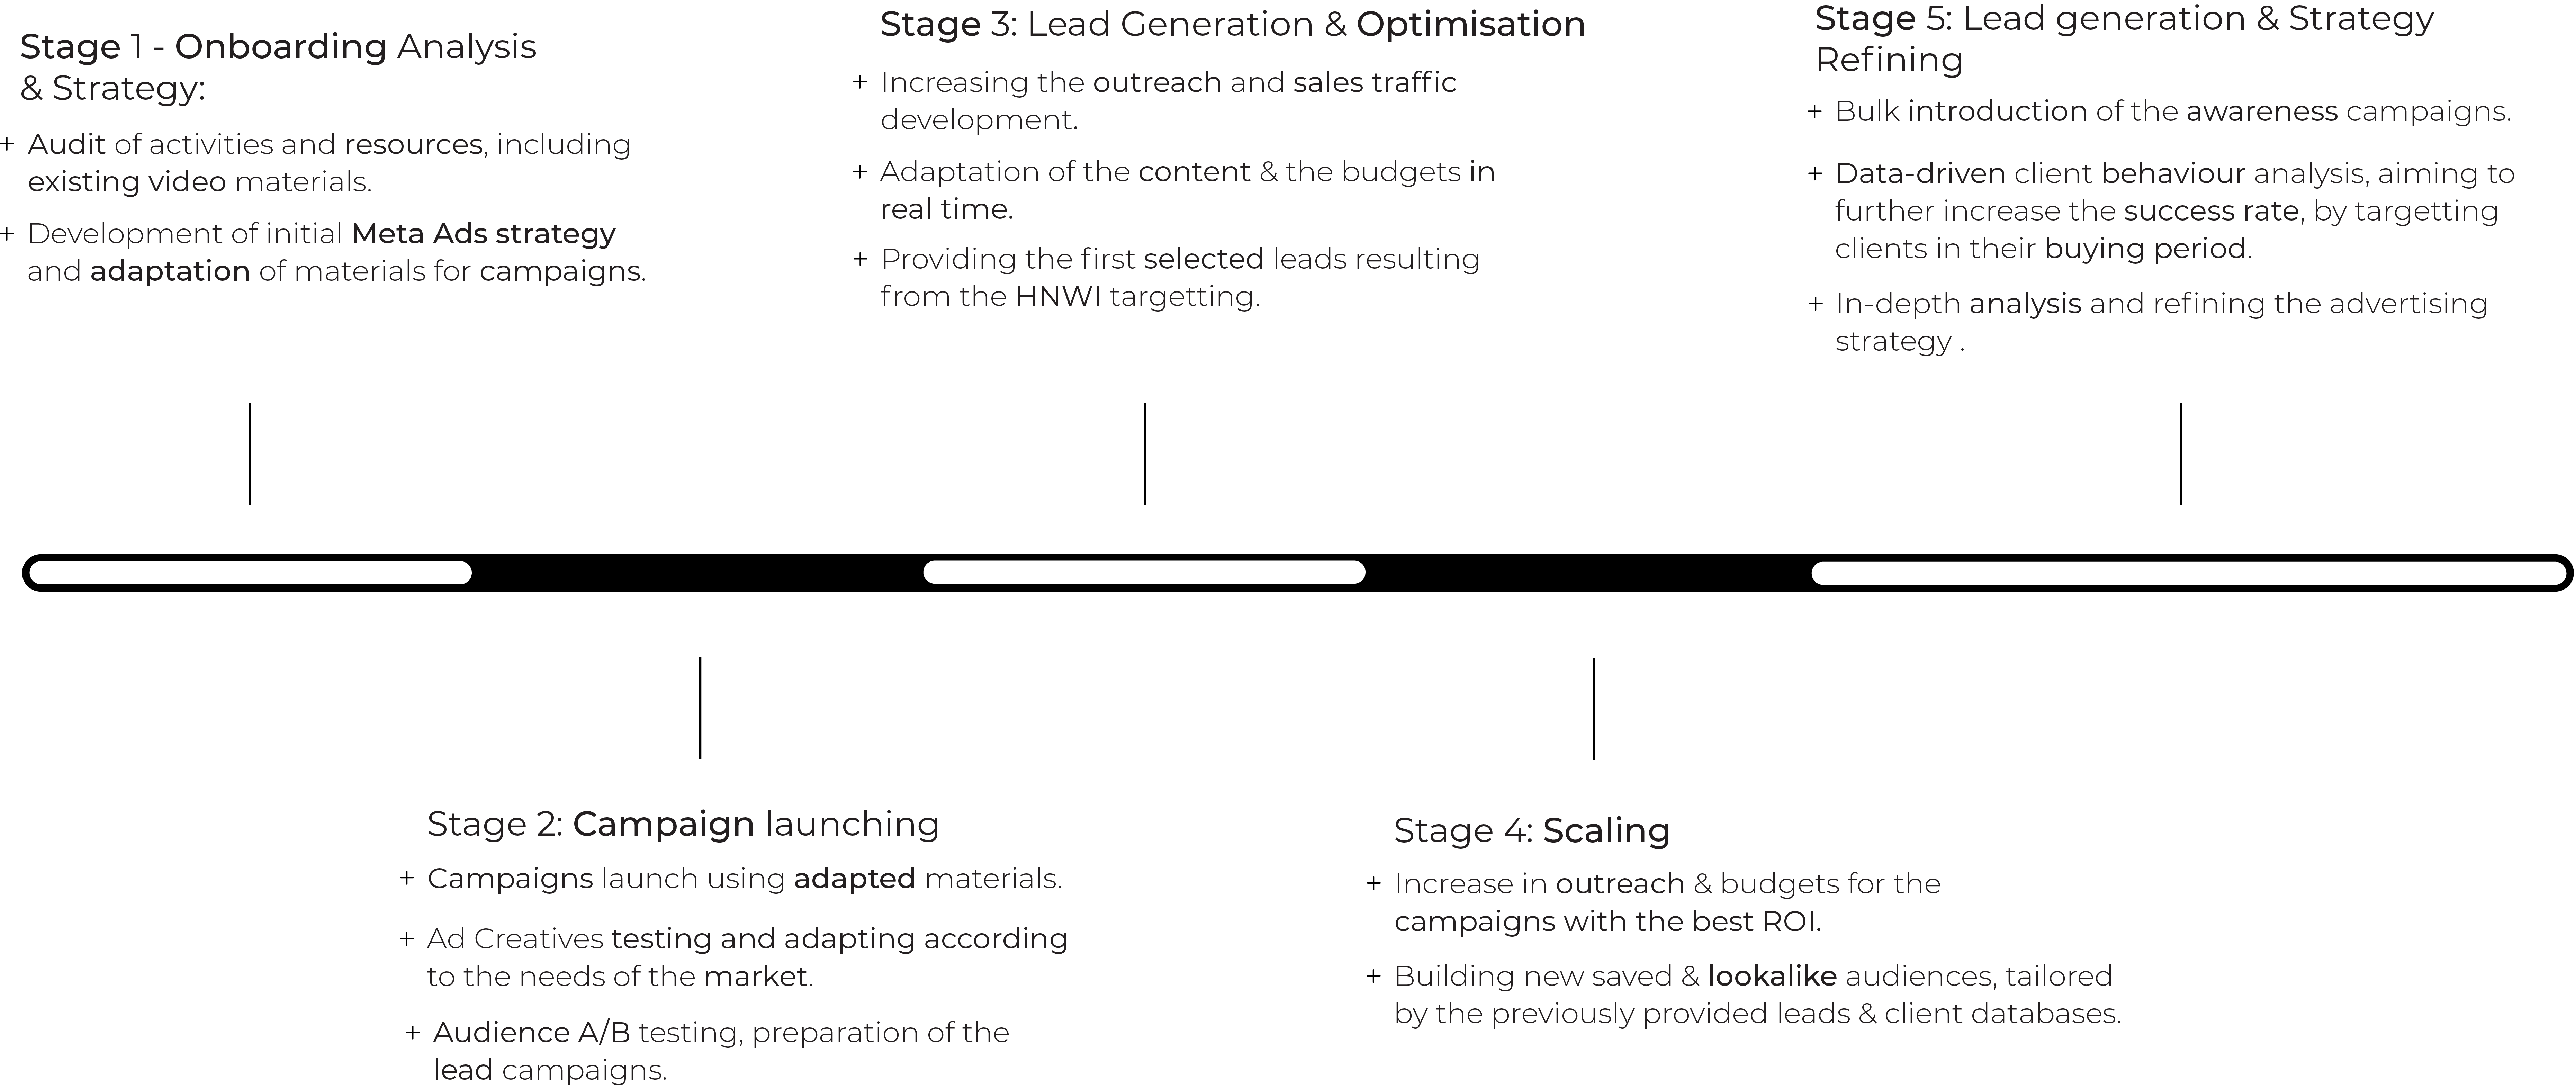 Stage 1 - Onboarding Analysis
& Strategy:
+ Audit of activities and resources, including
existing video materials.
+ Development of initial Meta Ads strategy
and adaptation of materials for campaigns.
Stage 2: Campaign launching
+ Campaigns launch using adapted materials.
+ Ad Creatives testing and adapting according
to the needs of the market.
+ Audience A/B testing, preparation of the
lead campaigns.
Stage 3: Lead Generation & Optimisation
+ Increasing the outreach and sales traffic
development.
+ Adaptation of the content & the budgets in
real time.
+ Providing the first selected leads resulting
from the HNWI targetting.
Stage 4: Scaling
+ Increase in outreach & budgets for the
campaigns with the best ROI.
+ Building new saved & lookalike audiences, tailored
by the previously provided leads & client databases.
Stage 5: Lead generation & Strategy
Refining
+ Bulk introduction of the awareness campaigns.
+ Data-driven client behaviour analysis, aiming to
further increase the success rate, by targetting
clients in their buying period.
+ In-depth analysis and refining the advertising
strategy .